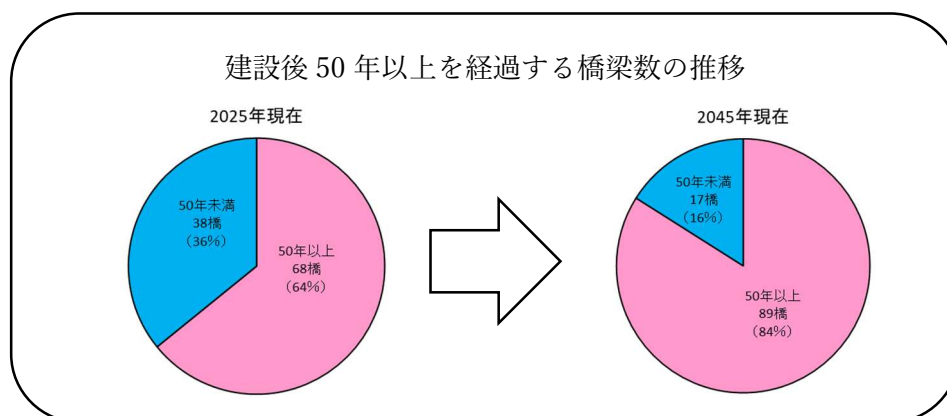 建設後 50 年以上を経過する橋梁数の推移
2025年現在
50年未満
38橋
（36％）
50年以上
68橋
（64％）
2045年現在
50年未満
17橋
（16％）
50年以上
89橋
（84％）